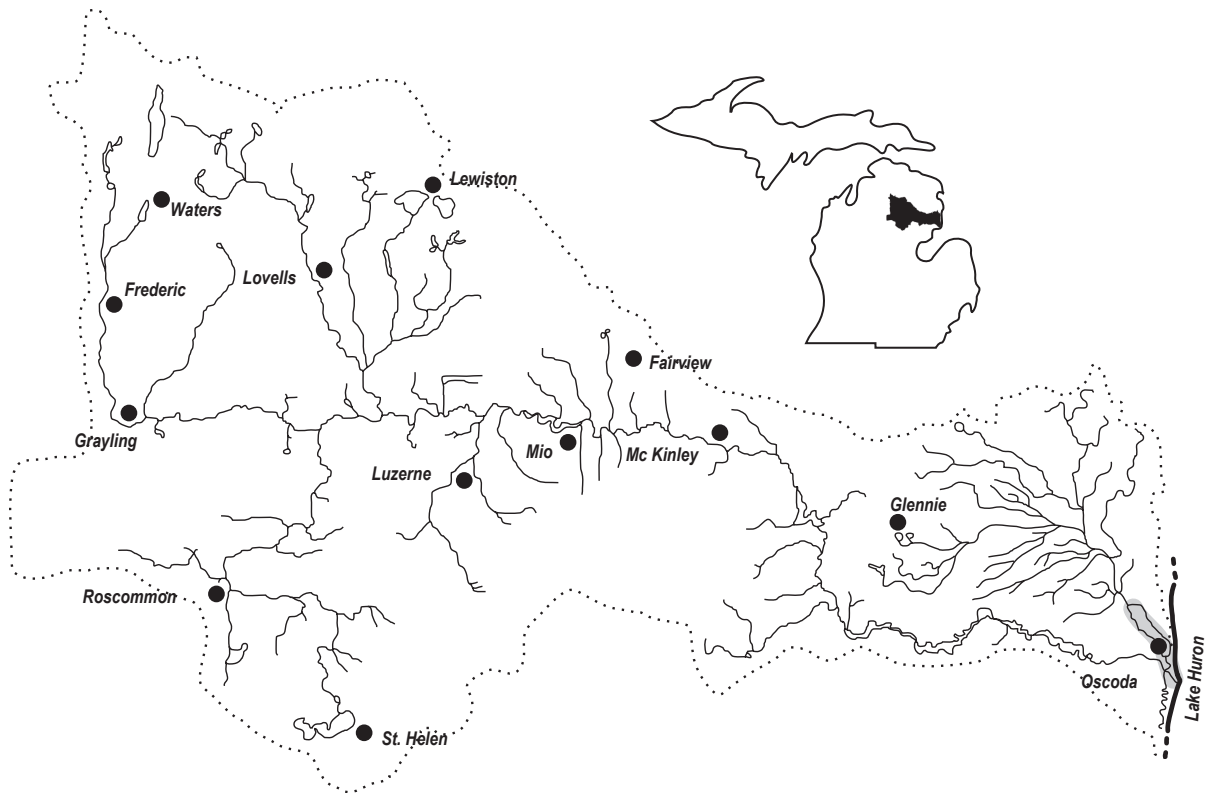 Lewiston
Waters
Lovells
Frederic
Fairview
Grayling
Mio
Mc Kinley
Luzerne
Glennie
Roscommon
Oscoda
Lake Huron
St. Helen